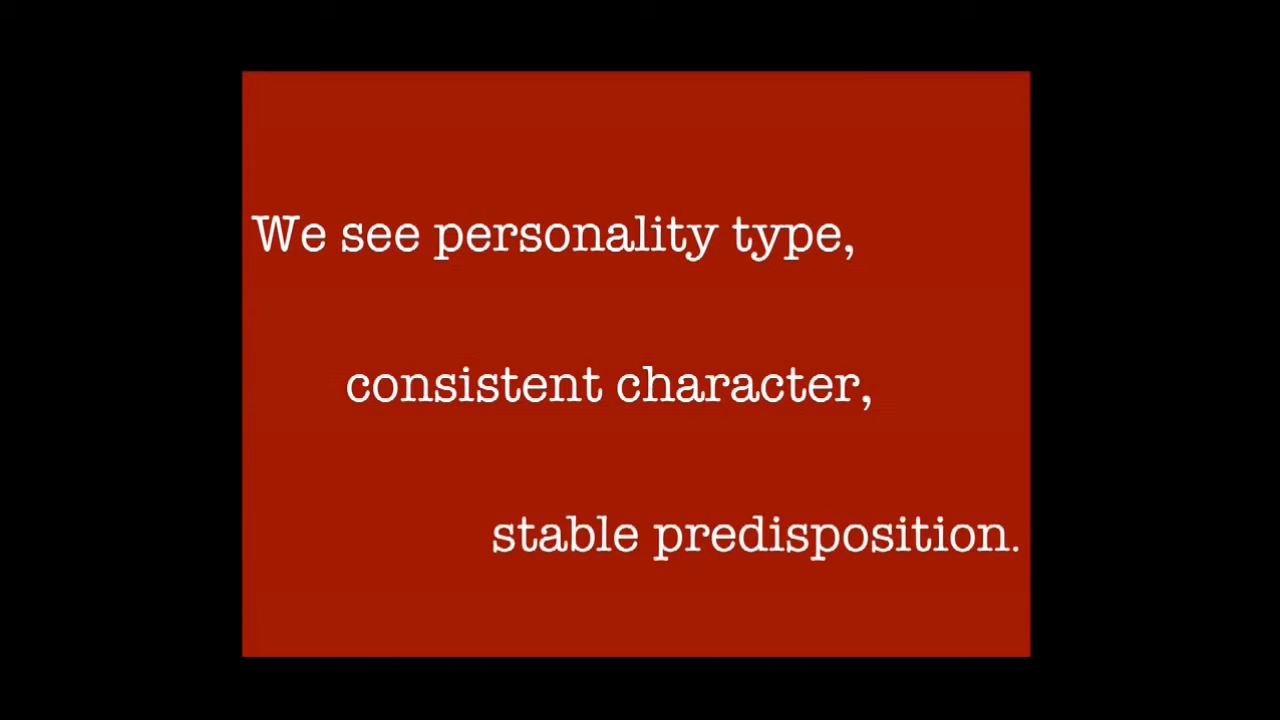 We see personality type,
consistent character,
stable predisposition.